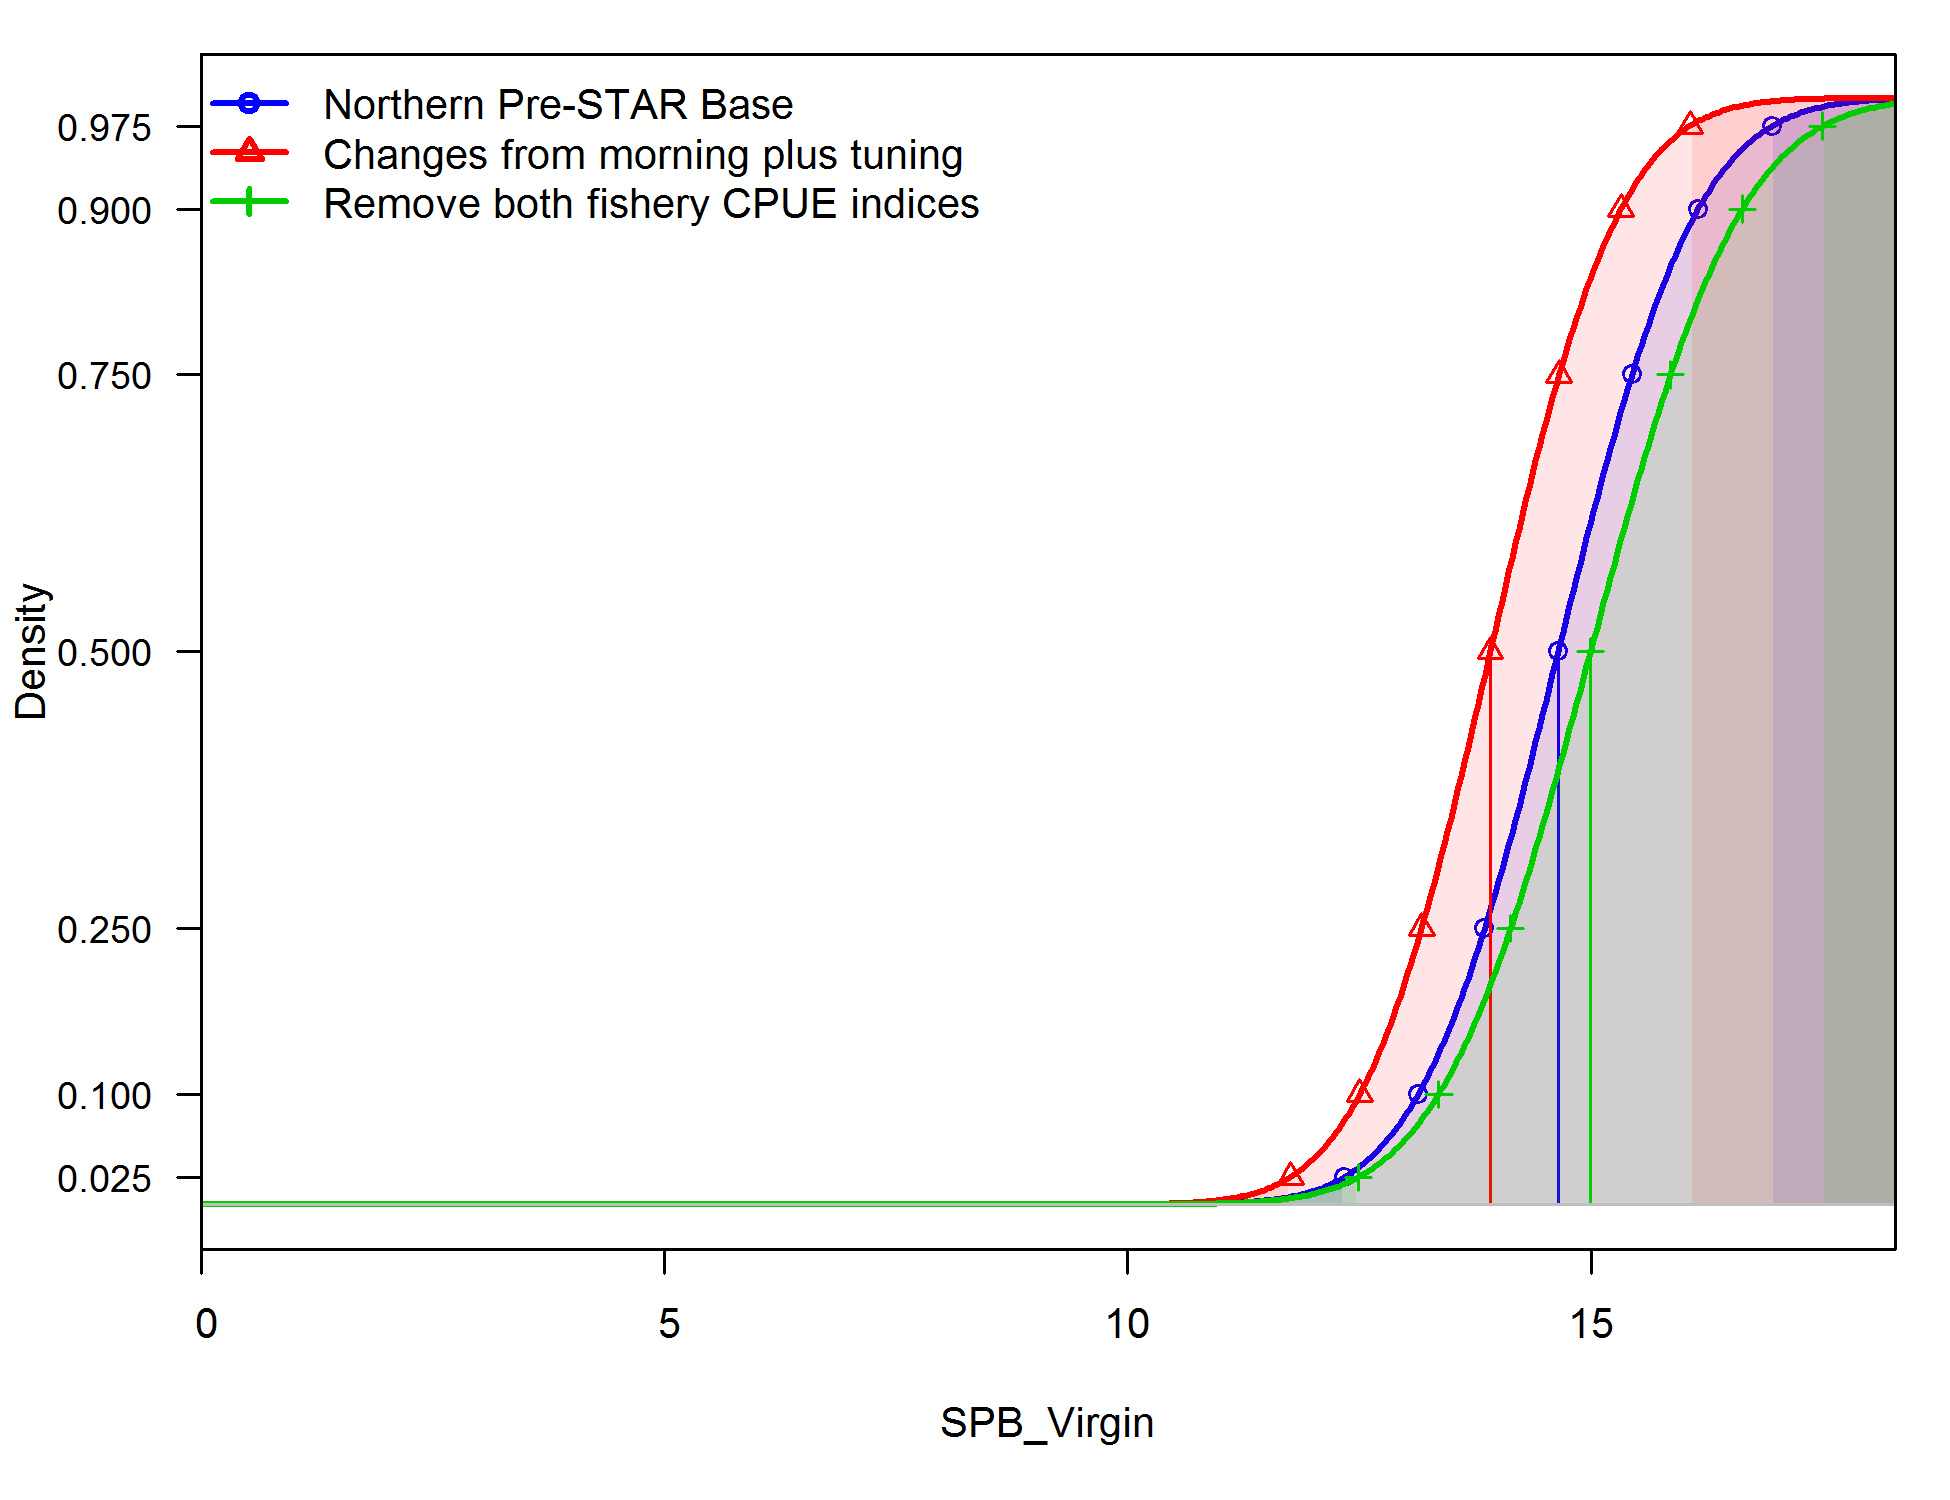 Northern Pre-STAR Base
Changes from morning plus tuning
Remove both fishery CPUE indices
0.975
0.900
0.750
0.500
0.250
0.100
0.025
Density
0 5 10 15
SPB_Virgin